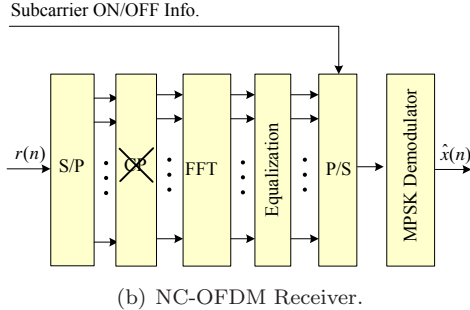 Subcarrier ON/OFF Info.
r(n)
S/P
CP
FFT
Equalization
P/S
MPSK Demodulator
x̂(n)
(b) NC-OFDM Receiver.